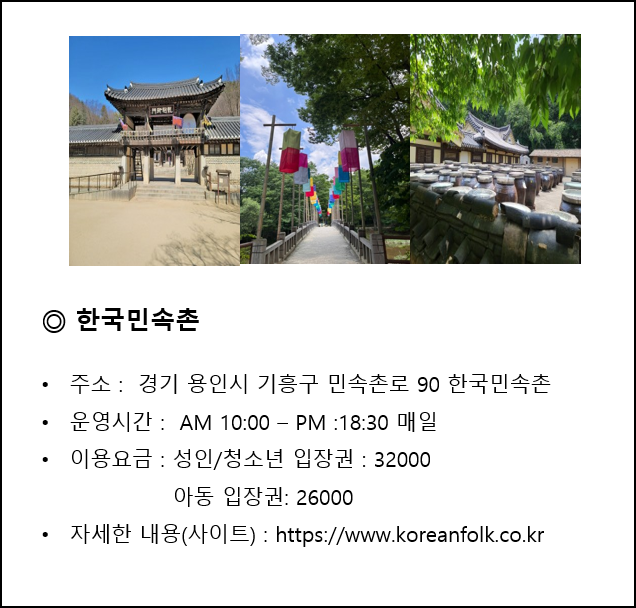 ◎ 한국민속촌
• 주소 : 경기 용인시 기흥구 민속촌로 90 한국민속촌
• 운영시간 : AM 10:00 – PM :18:30 매일
• 이용요금 : 성인/청소년 입장권 : 32000
아동 입장권: 26000
• 자세한 내용(사이트) : https://www.koreanfolk.co.kr